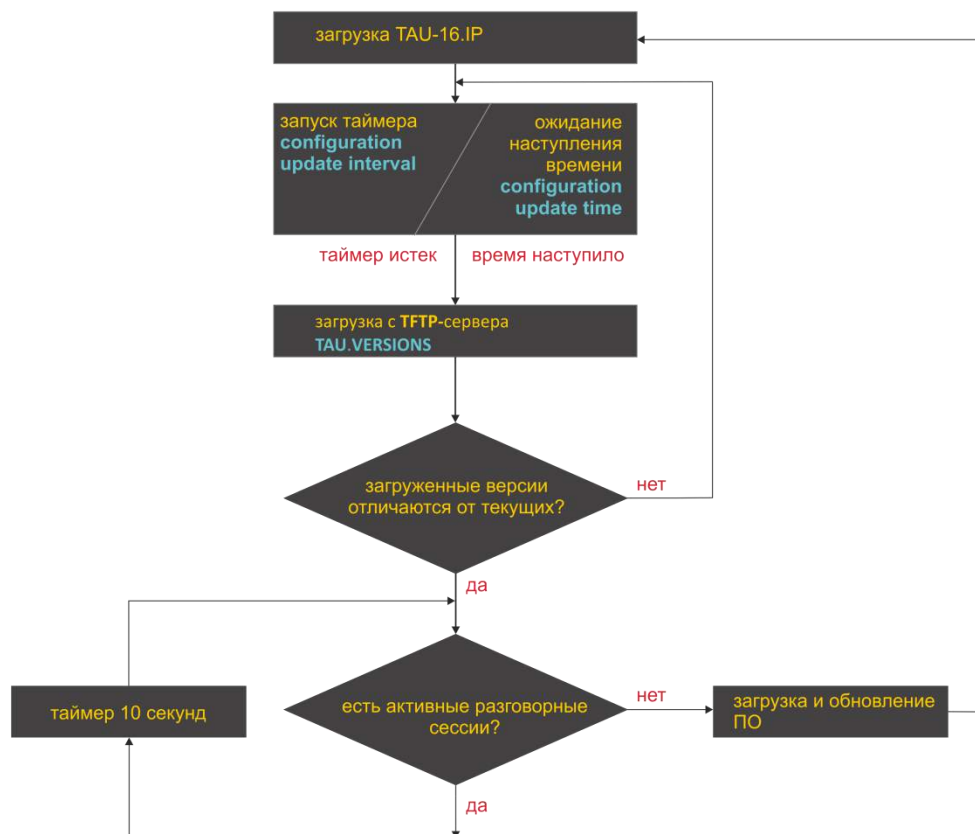 загрузка TAU-16.IP
запуск таймера
configuration
update interval
ожидание
наступления
времени
configuration
update time
таймер истек
время наступило
загрузка с TFTP-сервера
TAU.VERSIONS
загруженные версии
отличаются от текущих?
нет
да
таймер 10 секунд
есть активные разговорные
сессии?
нет
загрузка и обновление
ПО
да